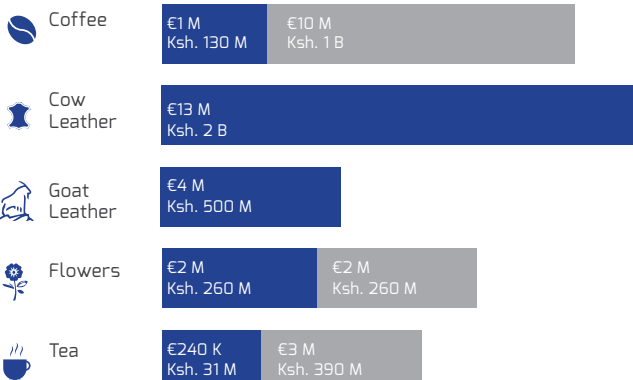 Coffee
€1 M
Ksh. 130 M
€10 M
Ksh. 1 B
Cow
Leather
€13 M
Ksh. 2 B
Goat
Leather
€4 M
Ksh. 500 M
Flowers
€2 M
Ksh. 260 M
€2 M
Ksh. 260 M
Tea
€240 K
Ksh. 31 M
€3 M
Ksh. 390 M